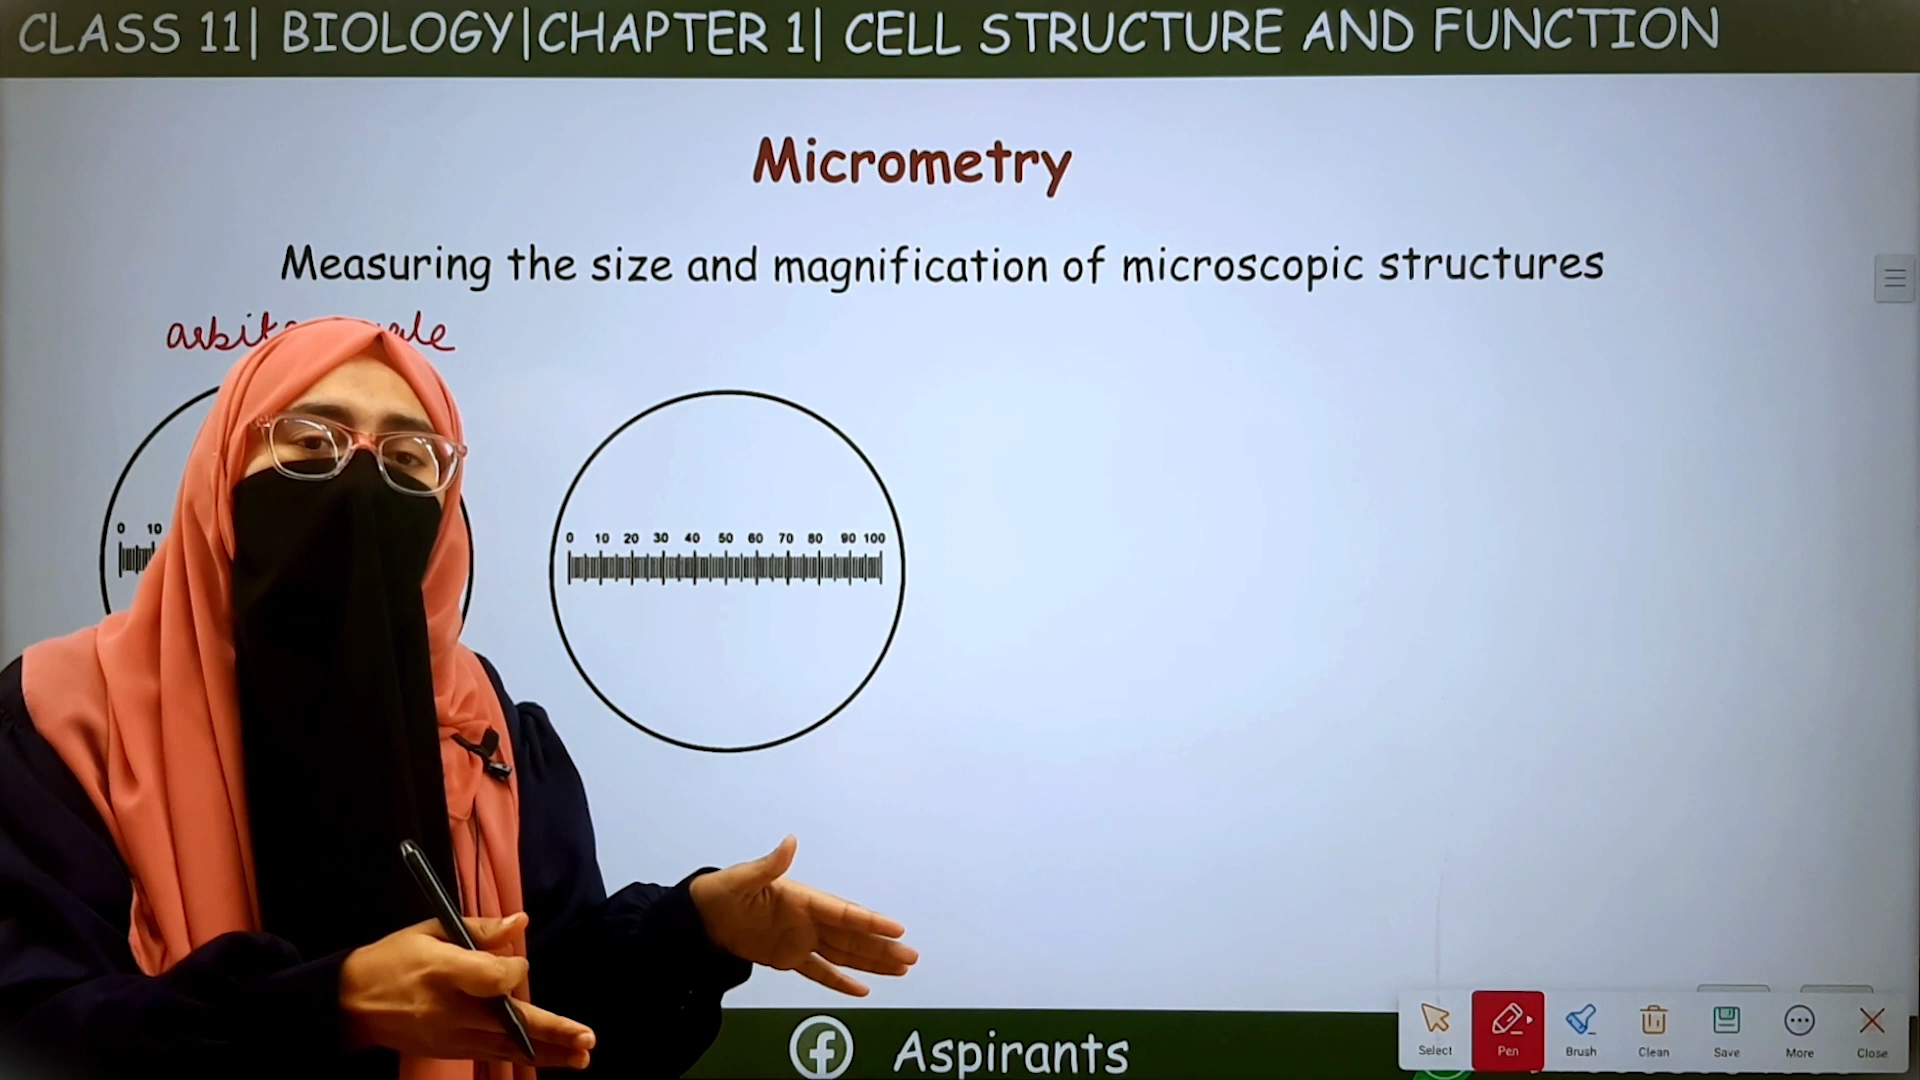 CLASS 11| BIOLOGY|CHAPTER 1| CELL STRUCTURE AND FUNCTION
Micrometry
Measuring the size and magnification of microscopic structures
0 10
0 10 20 30 40 50 60 70 80 90 100
Aspirants
Select Pen Brush Clean Save More Close